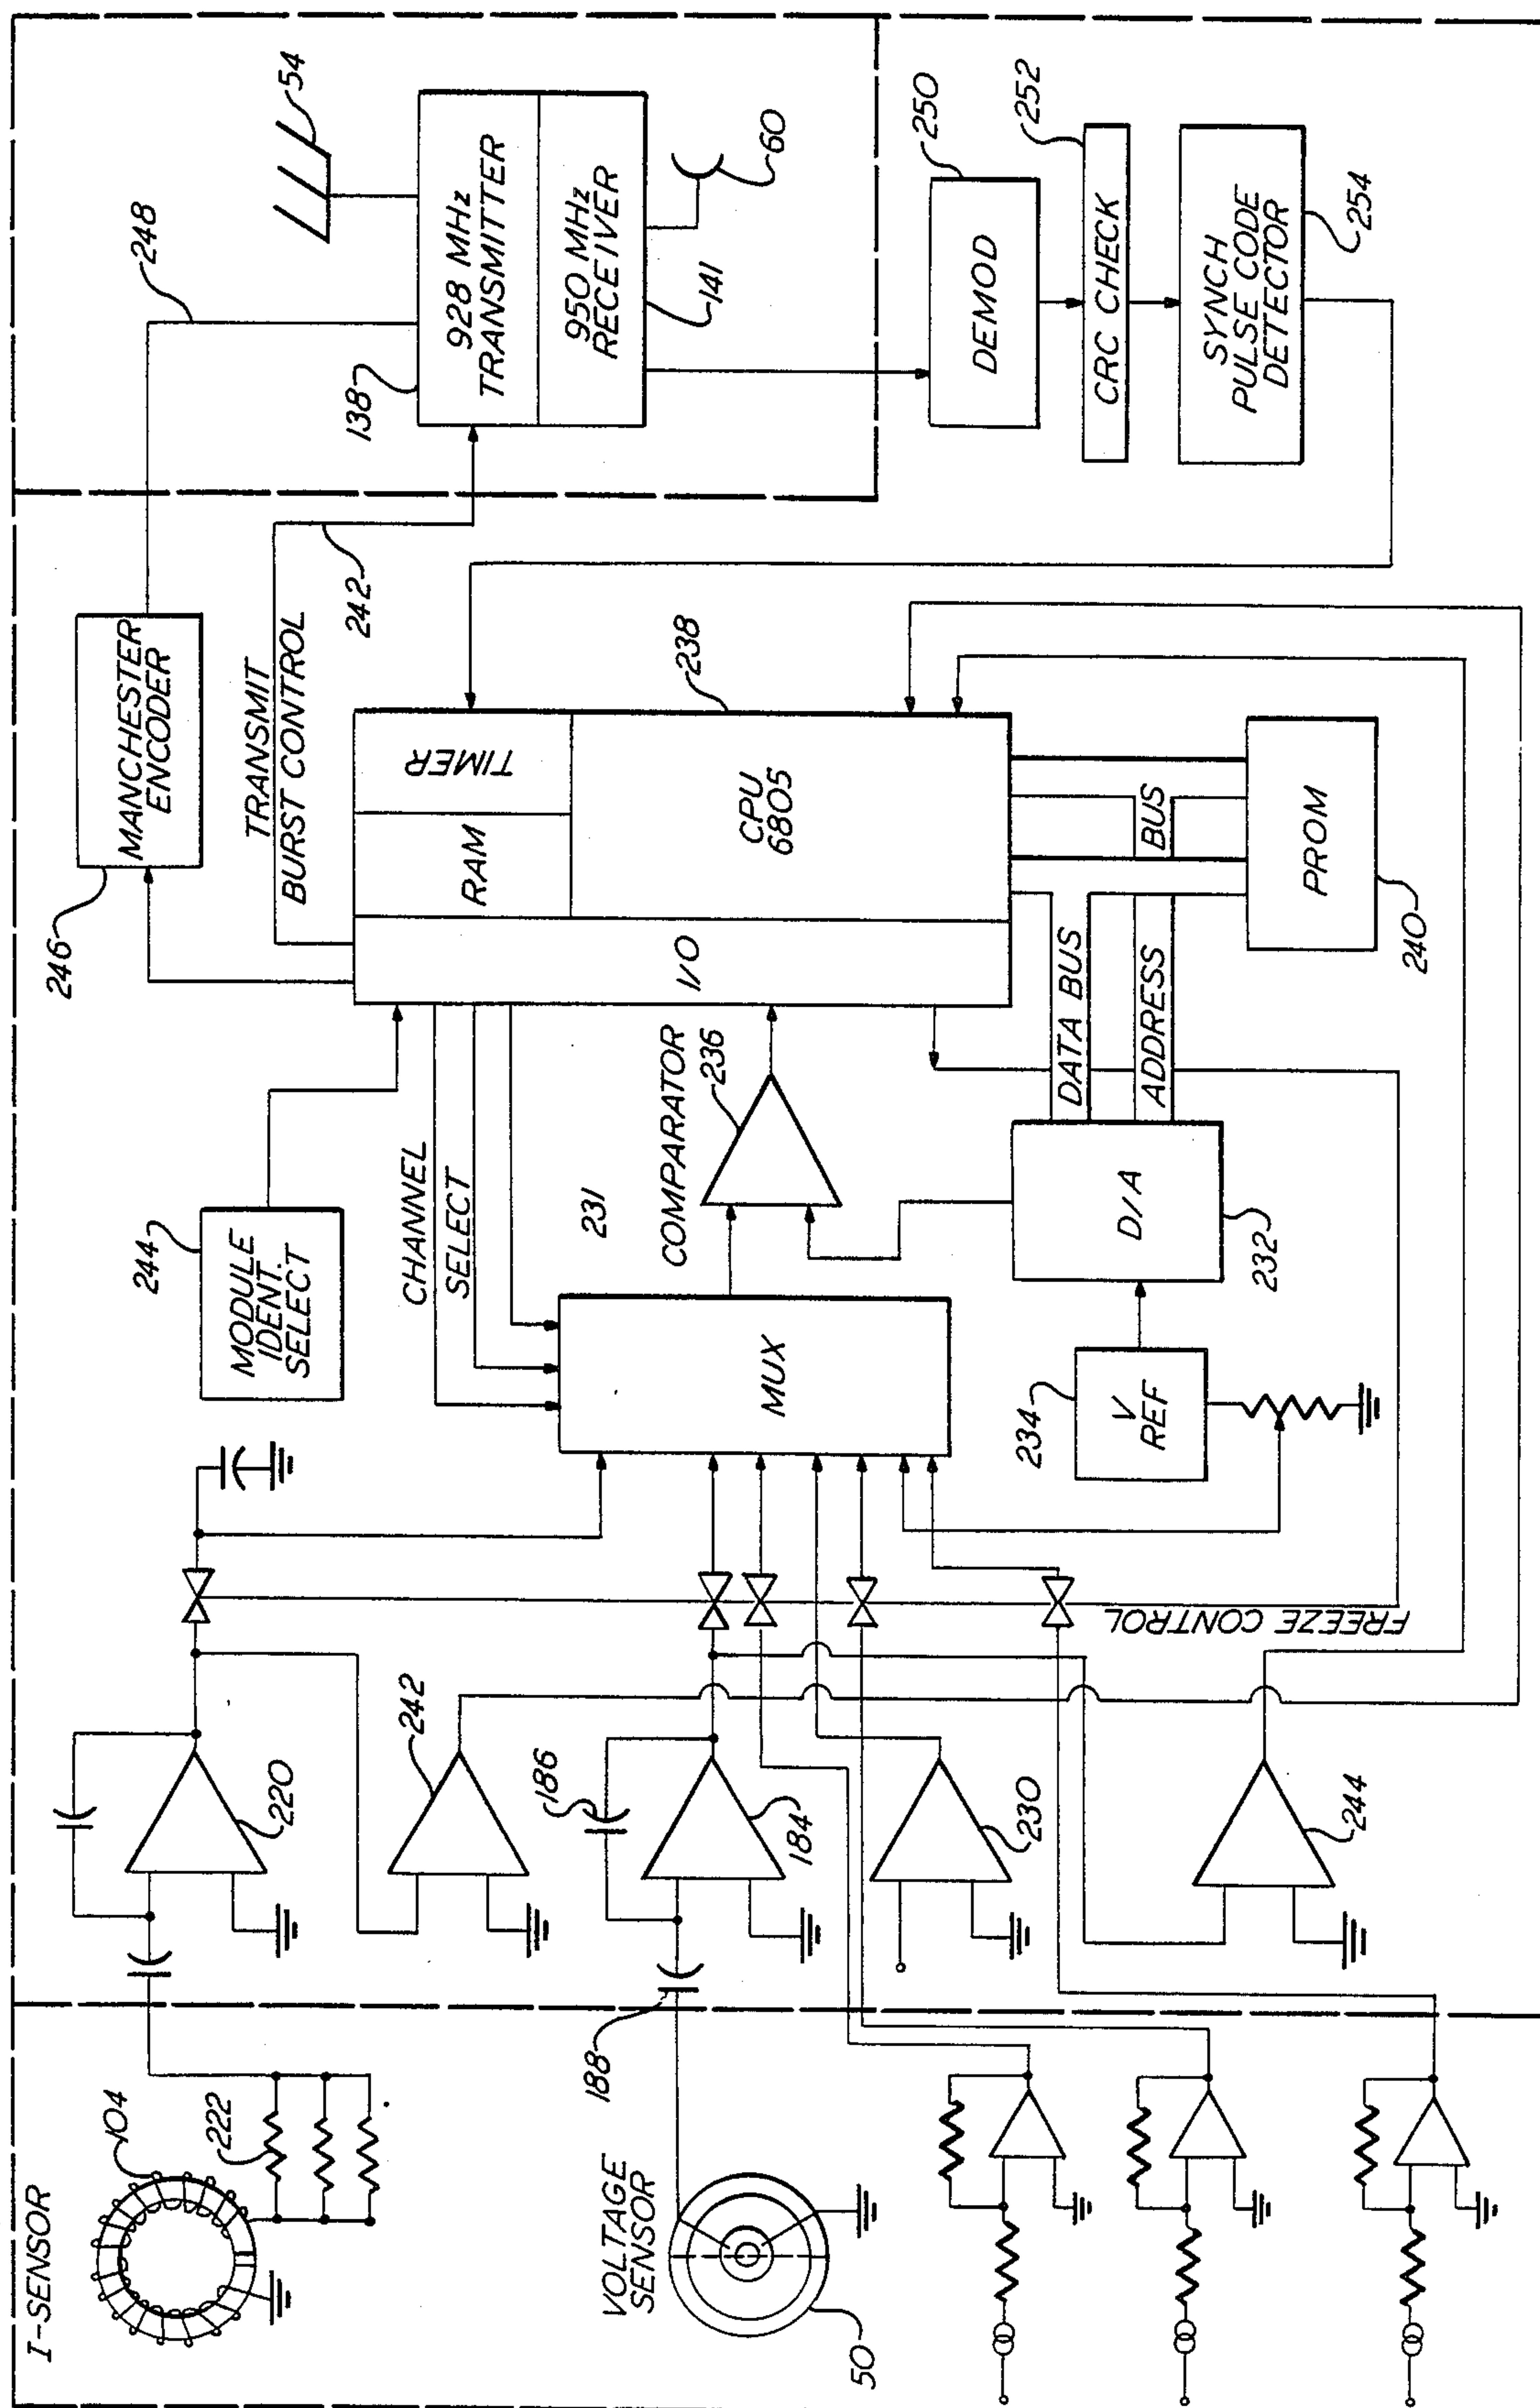 I-SENSOR
104
222
220
242
VOLTAGE
SENSOR
50
188
186
184
230
244
FREEZE CONTROL
244
MODULE
IDENT.
SELECT
CHANNEL
SELECT
231
MUX
COMPARATOR
236
234
V
REF
D/A
232
DATA BUS
ADDRESS
BUS
I/O
RAM
TIMER
CPU
6805
238
PROM
240
246
MANCHESTER
ENCODER
TRANSMIT
BURST CONTROL
242
248
138
928 MHz
TRANSMITTER
950 MHz
RECEIVER
141
54
60
DEMOD
250
CRC CHECK
252
SYNCH
PULSE CODE
DETECTOR
254